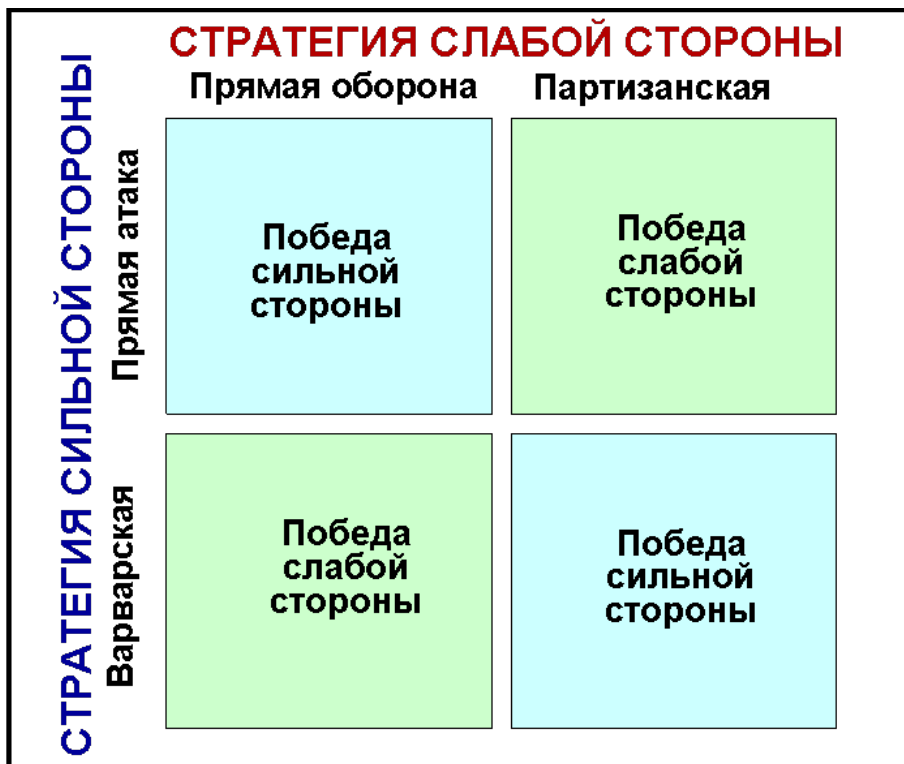 СТРАТЕГИЯ СЛАБОЙ СТОРОНЫ
Прямая оборона
Партизанская
СТРАТЕГИЯ СИЛЬНОЙ СТОРОНЫ
Прямая атака
Победа
сильной
стороны
Победа
слабой
стороны
Варварская
Победа
слабой
стороны
Победа
сильной
стороны